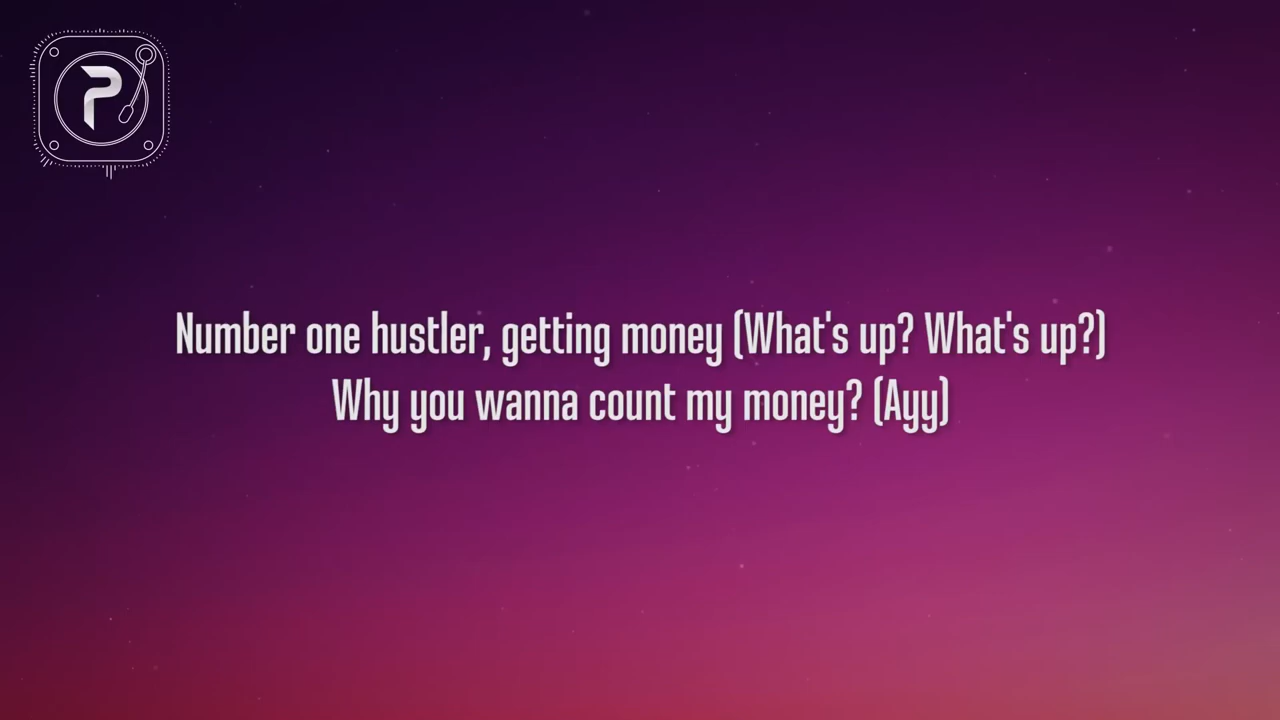 P
Number one hustler, getting money (What's up? What's up?)
Why you wanna count my money? (Ayy)